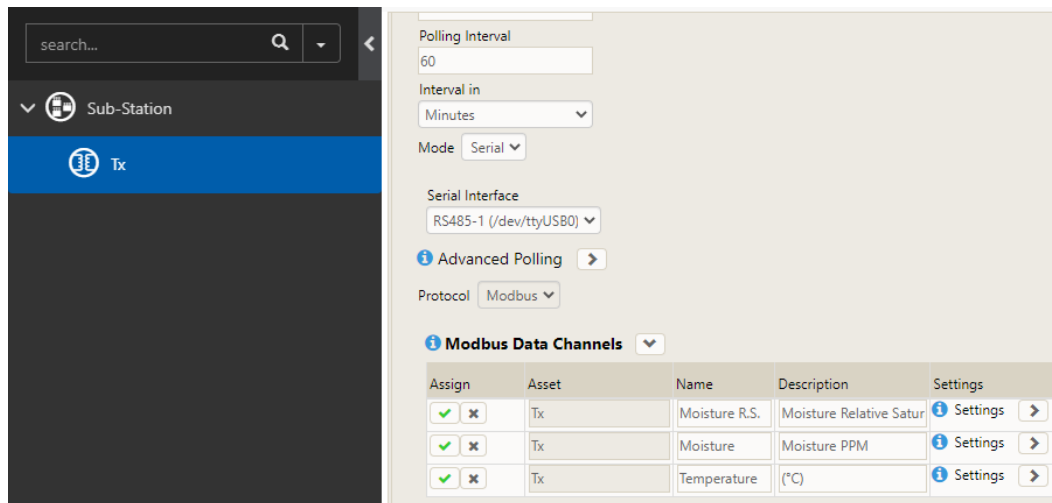 search...
Sub-Station
Tx
Polling Interval
60
Interval in
Minutes
Mode Serial
Serial Interface
RS485-1 (/dev/ttyUSB0)
Advanced Polling
Protocol Modbus
Modbus Data Channels
Assign Asset Name Description Settings
Tx Moisture R.S. Moisture Relative Satur Settings
Tx Moisture Moisture PPM Settings
Tx Temperature (°C) Settings